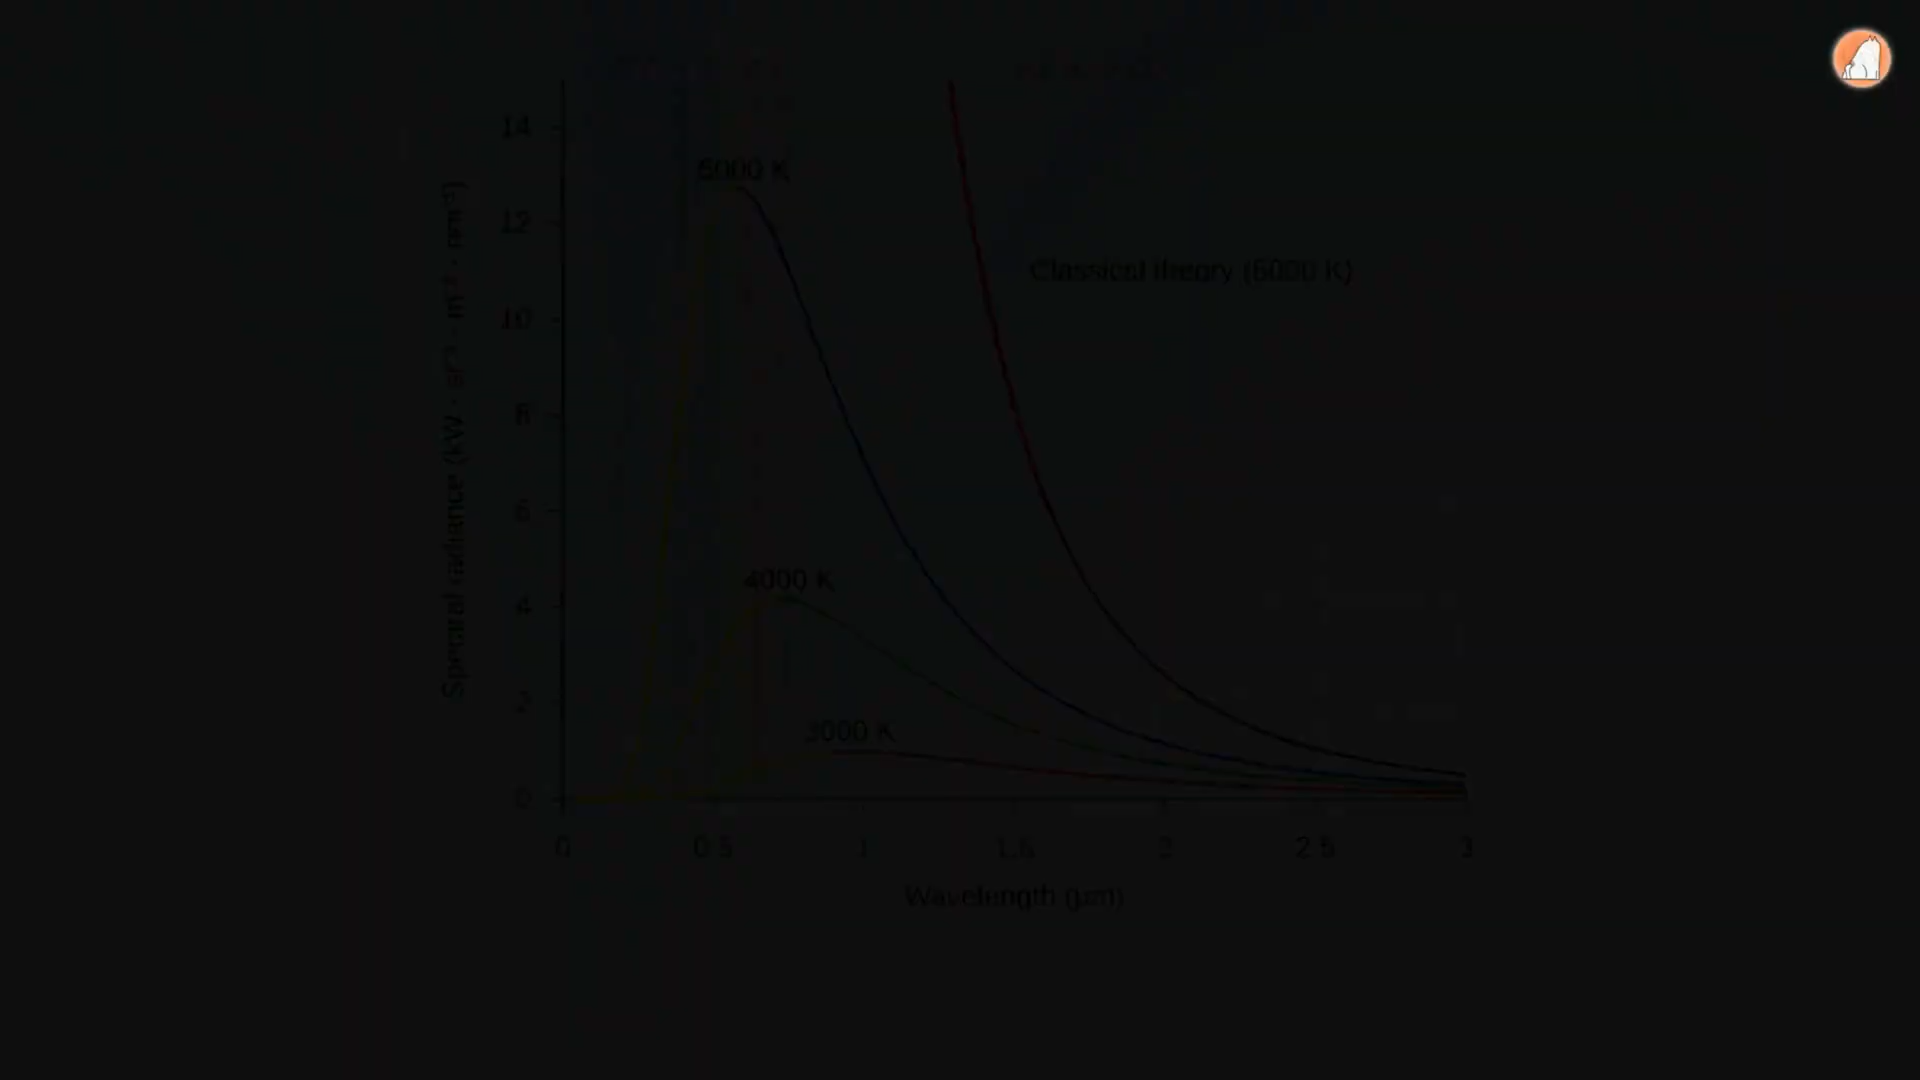 14
5000 K
12
Classical theory (5000 K)
10
8
6
4000 K
4
2
3000 K
0
0 0.5 1 1.5 2 2.5 3
Spectral radiance (kW · sr⁻¹ · m⁻² · nm⁻¹)
Wavelength (μm)